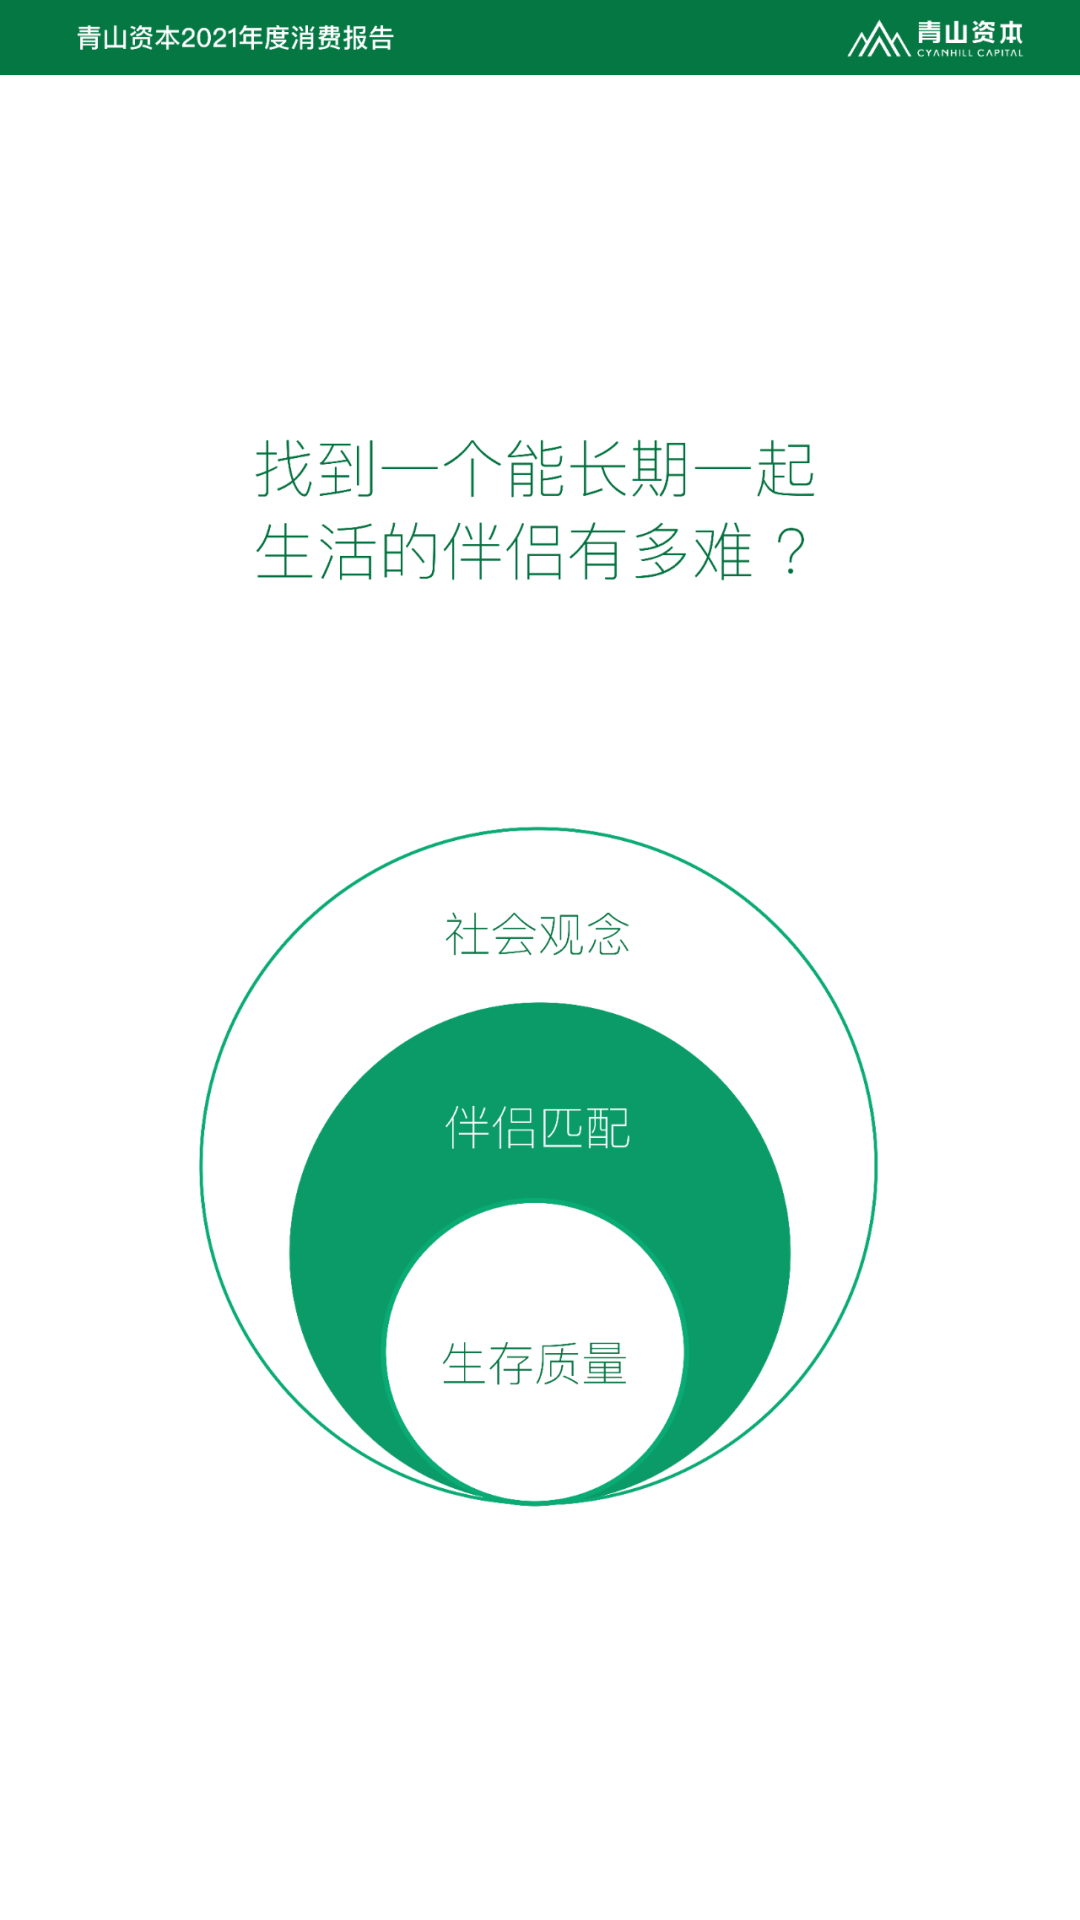 青山资本2021年度消费报告
青山资本
CYANHILL CAPITAL
找到一个能长期一起
生活的伴侣有多难？
社会观念
伴侣匹配
生存质量